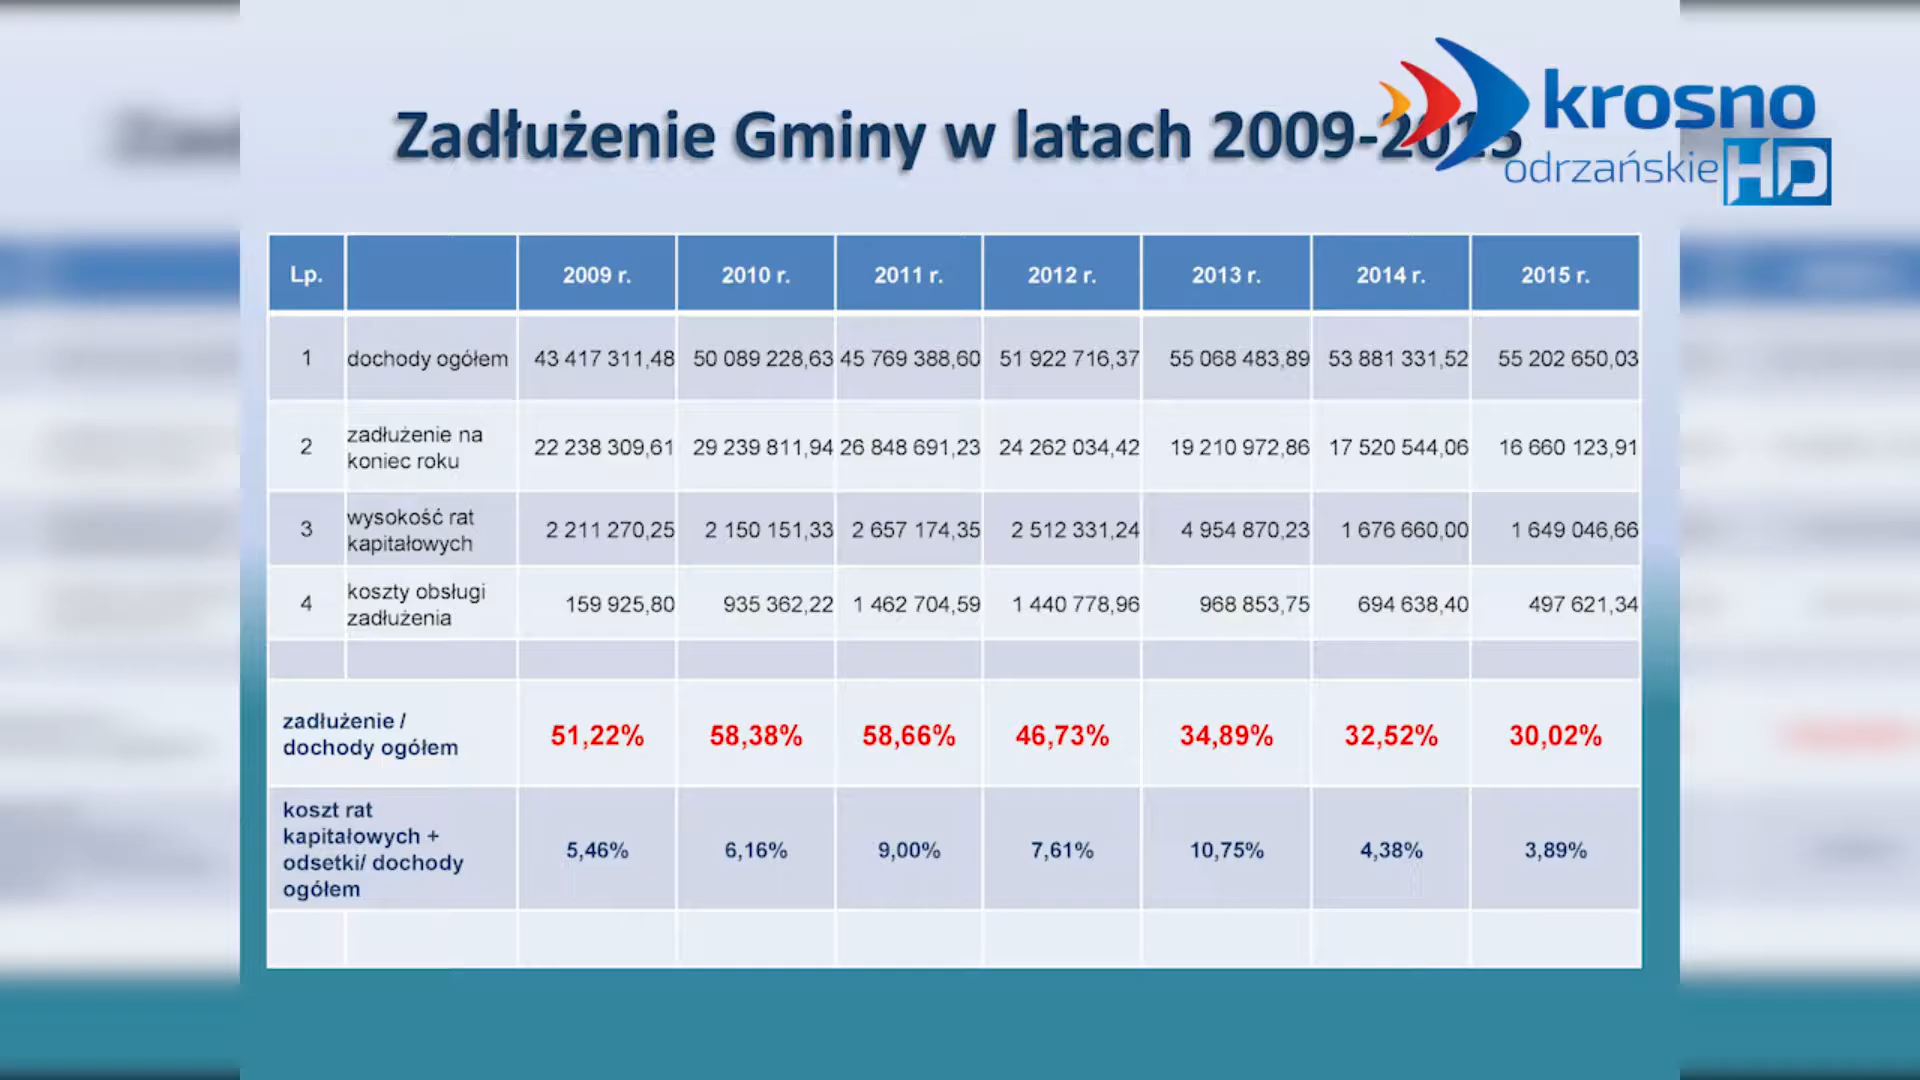 Zadłużenie Gminy w latach 2009-2015
krosno
odrzańskie HD
Lp. 2009 r. 2010 r. 2011 r. 2012 r. 2013 r. 2014 r. 2015 r.
1 dochody ogółem 43 417 311,48 50 089 228,63 45 769 388,60 51 922 716,37 55 068 483,89 53 881 331,52 55 202 650,03
2 zadłużenie na
koniec roku 22 238 309,61 29 239 811,94 26 848 691,23 24 262 034,42 19 210 972,86 17 520 544,06 16 660 123,91
3 wysokość rat
kapitałowych 2 211 270,25 2 150 151,33 2 657 174,35 2 512 331,24 4 954 870,23 1 676 660,00 1 649 046,66
4 koszty obsługi
zadłużenia 159 925,80 935 362,22 1 462 704,59 1 440 778,96 968 853,75 694 638,40 497 621,34
zadłużenie /
dochody ogółem 51,22% 58,38% 58,66% 46,73% 34,89% 32,52% 30,02%
koszt rat
kapitałowych +
odsetki/ dochody
ogółem 5,46% 6,16% 9,00% 7,61% 10,75% 4,38% 3,89%